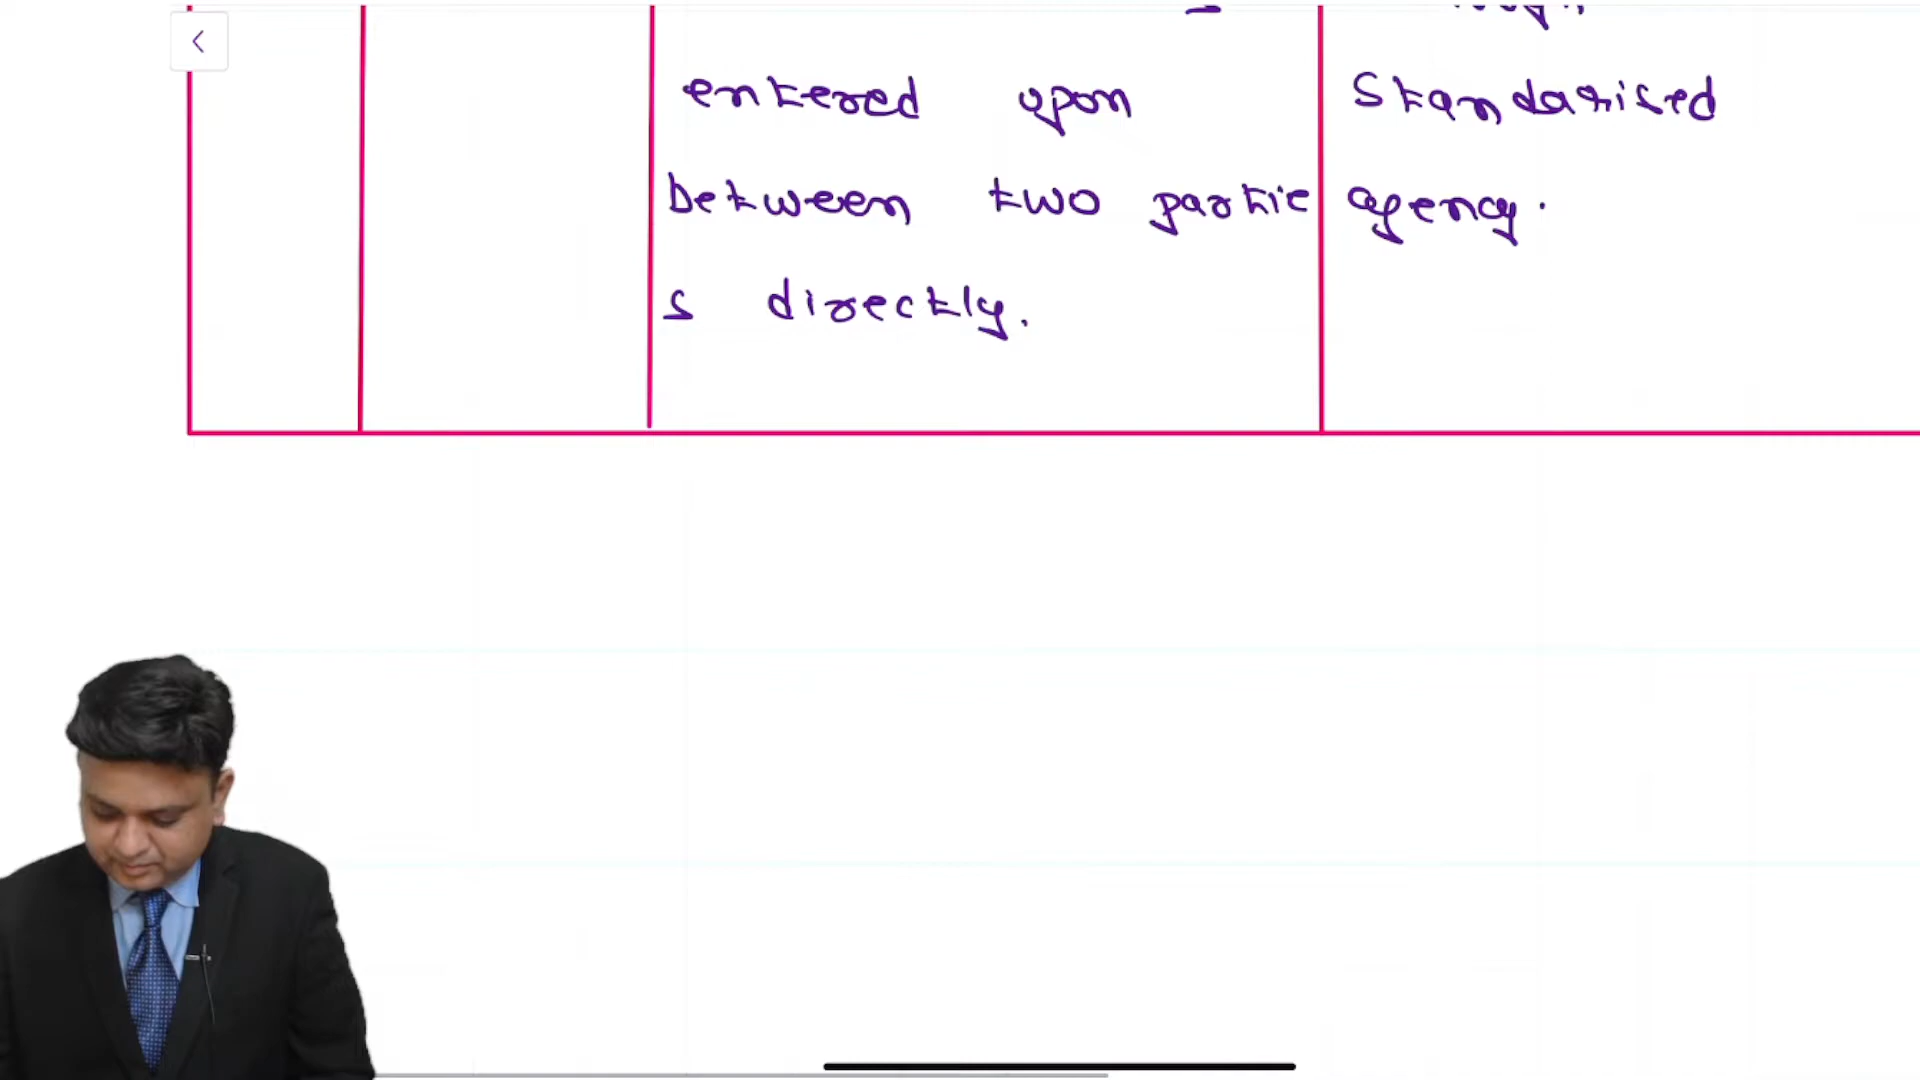 entered upon
between two partie
s directly.
Standarised
agency.